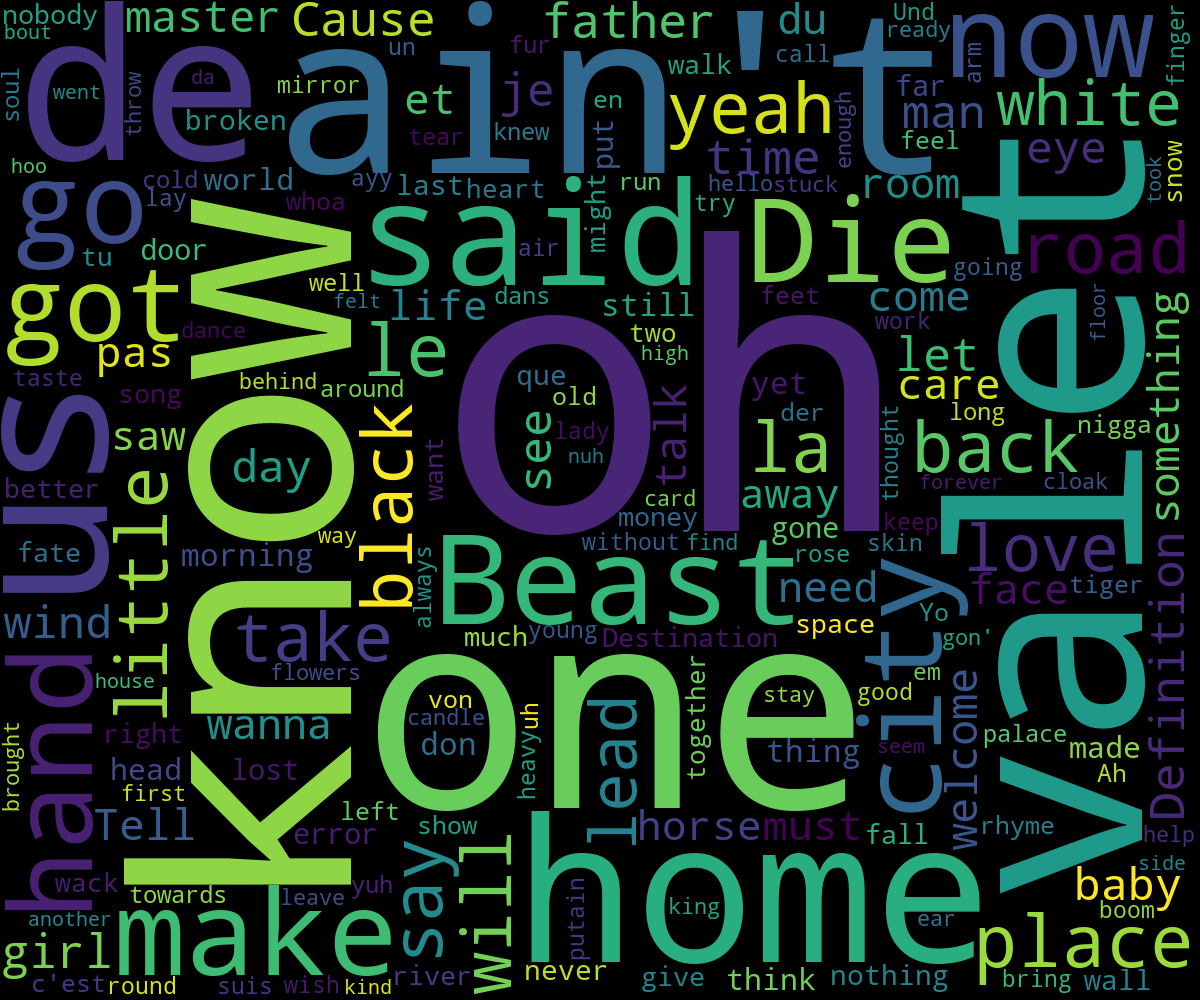 nobody
bout
master
Cause
father
du
Und
ready
now
finger
soul
went
da
throw
de
mirror
broken
un
fur
ain't
et
je
tear
knew
en
put
walk
yeah
call
time
enough
far
man
arm
feel
white
eye
took
snow
hoo
go
cold
lay
world
whoa
ayy
last
heart
said
might
run
try
hello
stuck
room
Die
valet
road
tu
door
well
felt
life
air
dans
still
feet
going
come
work
floor
got
pas
dance
know
le
two
high
oh
let
care
something
taste
song
behind
around
que
old
see
lady
nuh
talk
yet
der
la
long
nigga
us
saw
day
black
want
thought
back
better
little
card
away
forever
cloak
fate
morning
way
money
gone
keep
always
Beast
without
find
rose
skin
love
wind
take
need
face
tiger
Yo
much
young
Destination
space
city
gon'
flowers
house
hand
one
together
stay
good
em
von
candle
don
wanna
right
lead
thing
seem
welcome
palace
made
Definition
brought
head
lost
heavy
yuh
Ah
first
Tell
error
left
show
horse
must
fall
rhyme
help
side
wack
towards
leave
yuh
say
will
home
king
ear
baby
boom
another
girl
make
putain
place
c'est
round
suis
wish
kind
river
never
give
think
nothing
bring
wall